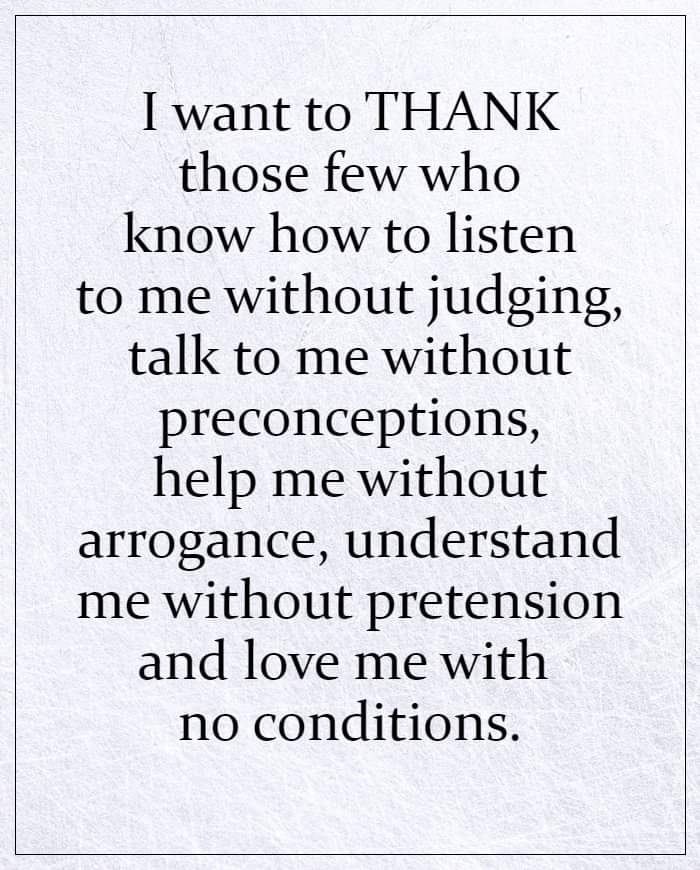 I want to THANK
those few who
know how to listen
to me without judging,
talk to me without
preconceptions,
help me without
arrogance, understand
me without pretension
and love me with
no conditions.